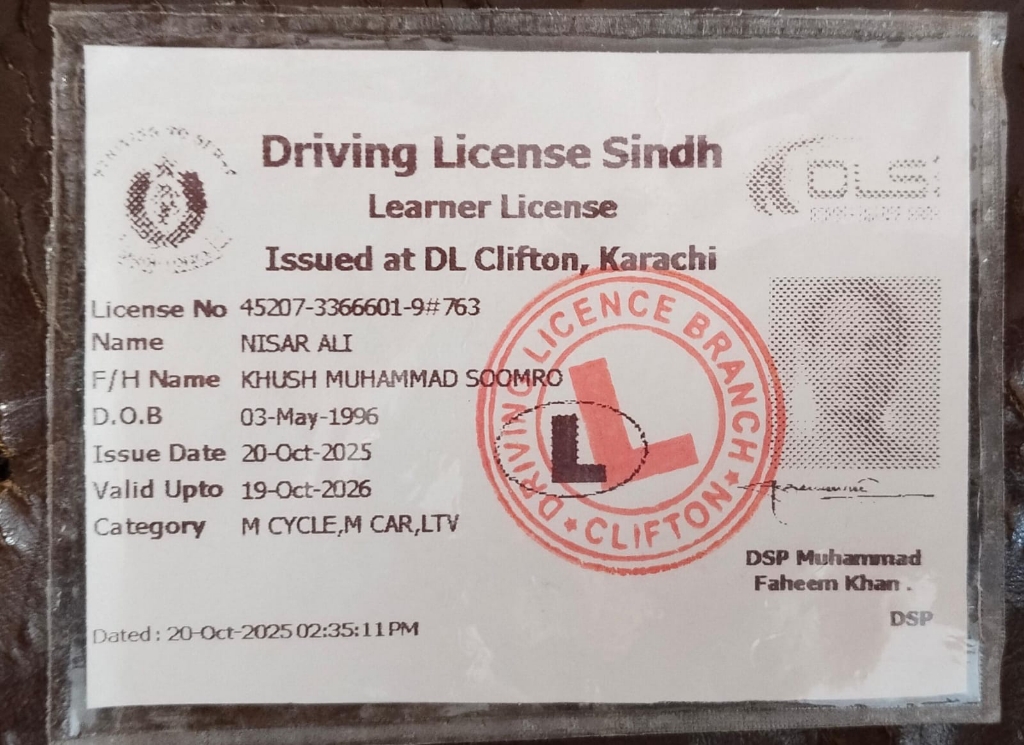 Driving License Sindh
Learner License
Issued at DL Clifton, Karachi
DLS
License No 45207-3366601-9#763
Name NISAR ALI
F/H Name KHUSH MUHAMMAD SOOMRO
D.O.B 03-May-1996
Issue Date 20-Oct-2025
Valid Upto 19-Oct-2026
Category M CYCLE,M CAR,LTV
L
DRIVING LICENCE BRANCH
L
★ CLIFTON ★
DSP Muhammad
Faheem Khan .
DSP
Dated : 20-Oct-2025 02:35:11 PM